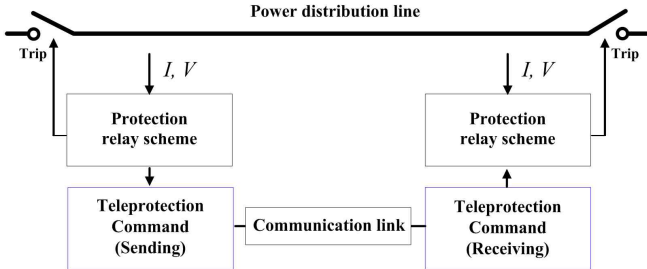 Power distribution line
Trip
Trip
I, V
I, V
Protection
relay scheme
Protection
relay scheme
Teleprotection
Command
(Sending)
Communication link
Teleprotection
Command
(Receiving)